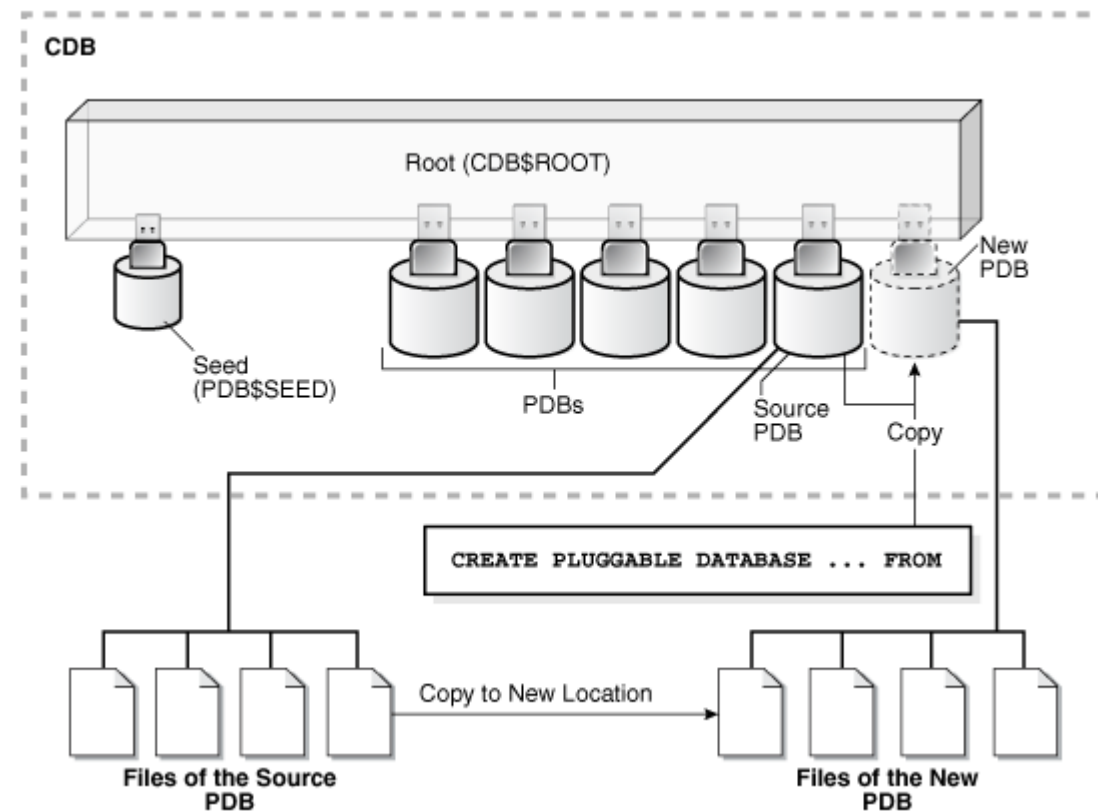 CDB
Root (CDB$ROOT)
New
PDB
Seed
(PDB$SEED)
PDBs
Source
PDB
Copy
CREATE PLUGGABLE DATABASE ... FROM
Copy to New Location
Files of the Source
PDB
Files of the New
PDB